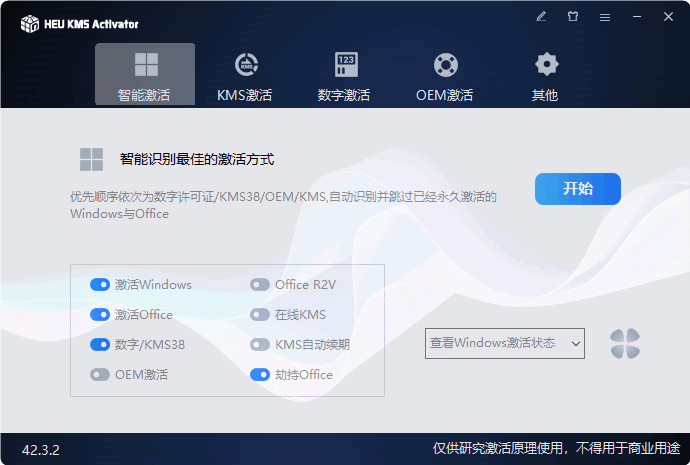 HEU KMS Activator
智能激活
KMS激活
123
数字激活
OEM激活
其他
智能识别最佳的激活方式
优先顺序依次为数字许可证/KMS38/OEM/KMS,自动识别并跳过已经永久激活的
Windows与Office
开始
激活Windows
Office R2V
激活Office
在线KMS
数字/KMS38
KMS自动续期
OEM激活
劫持Office
查看Windows激活状态
42.3.2
仅供研究激活原理使用，不得用于商业用途